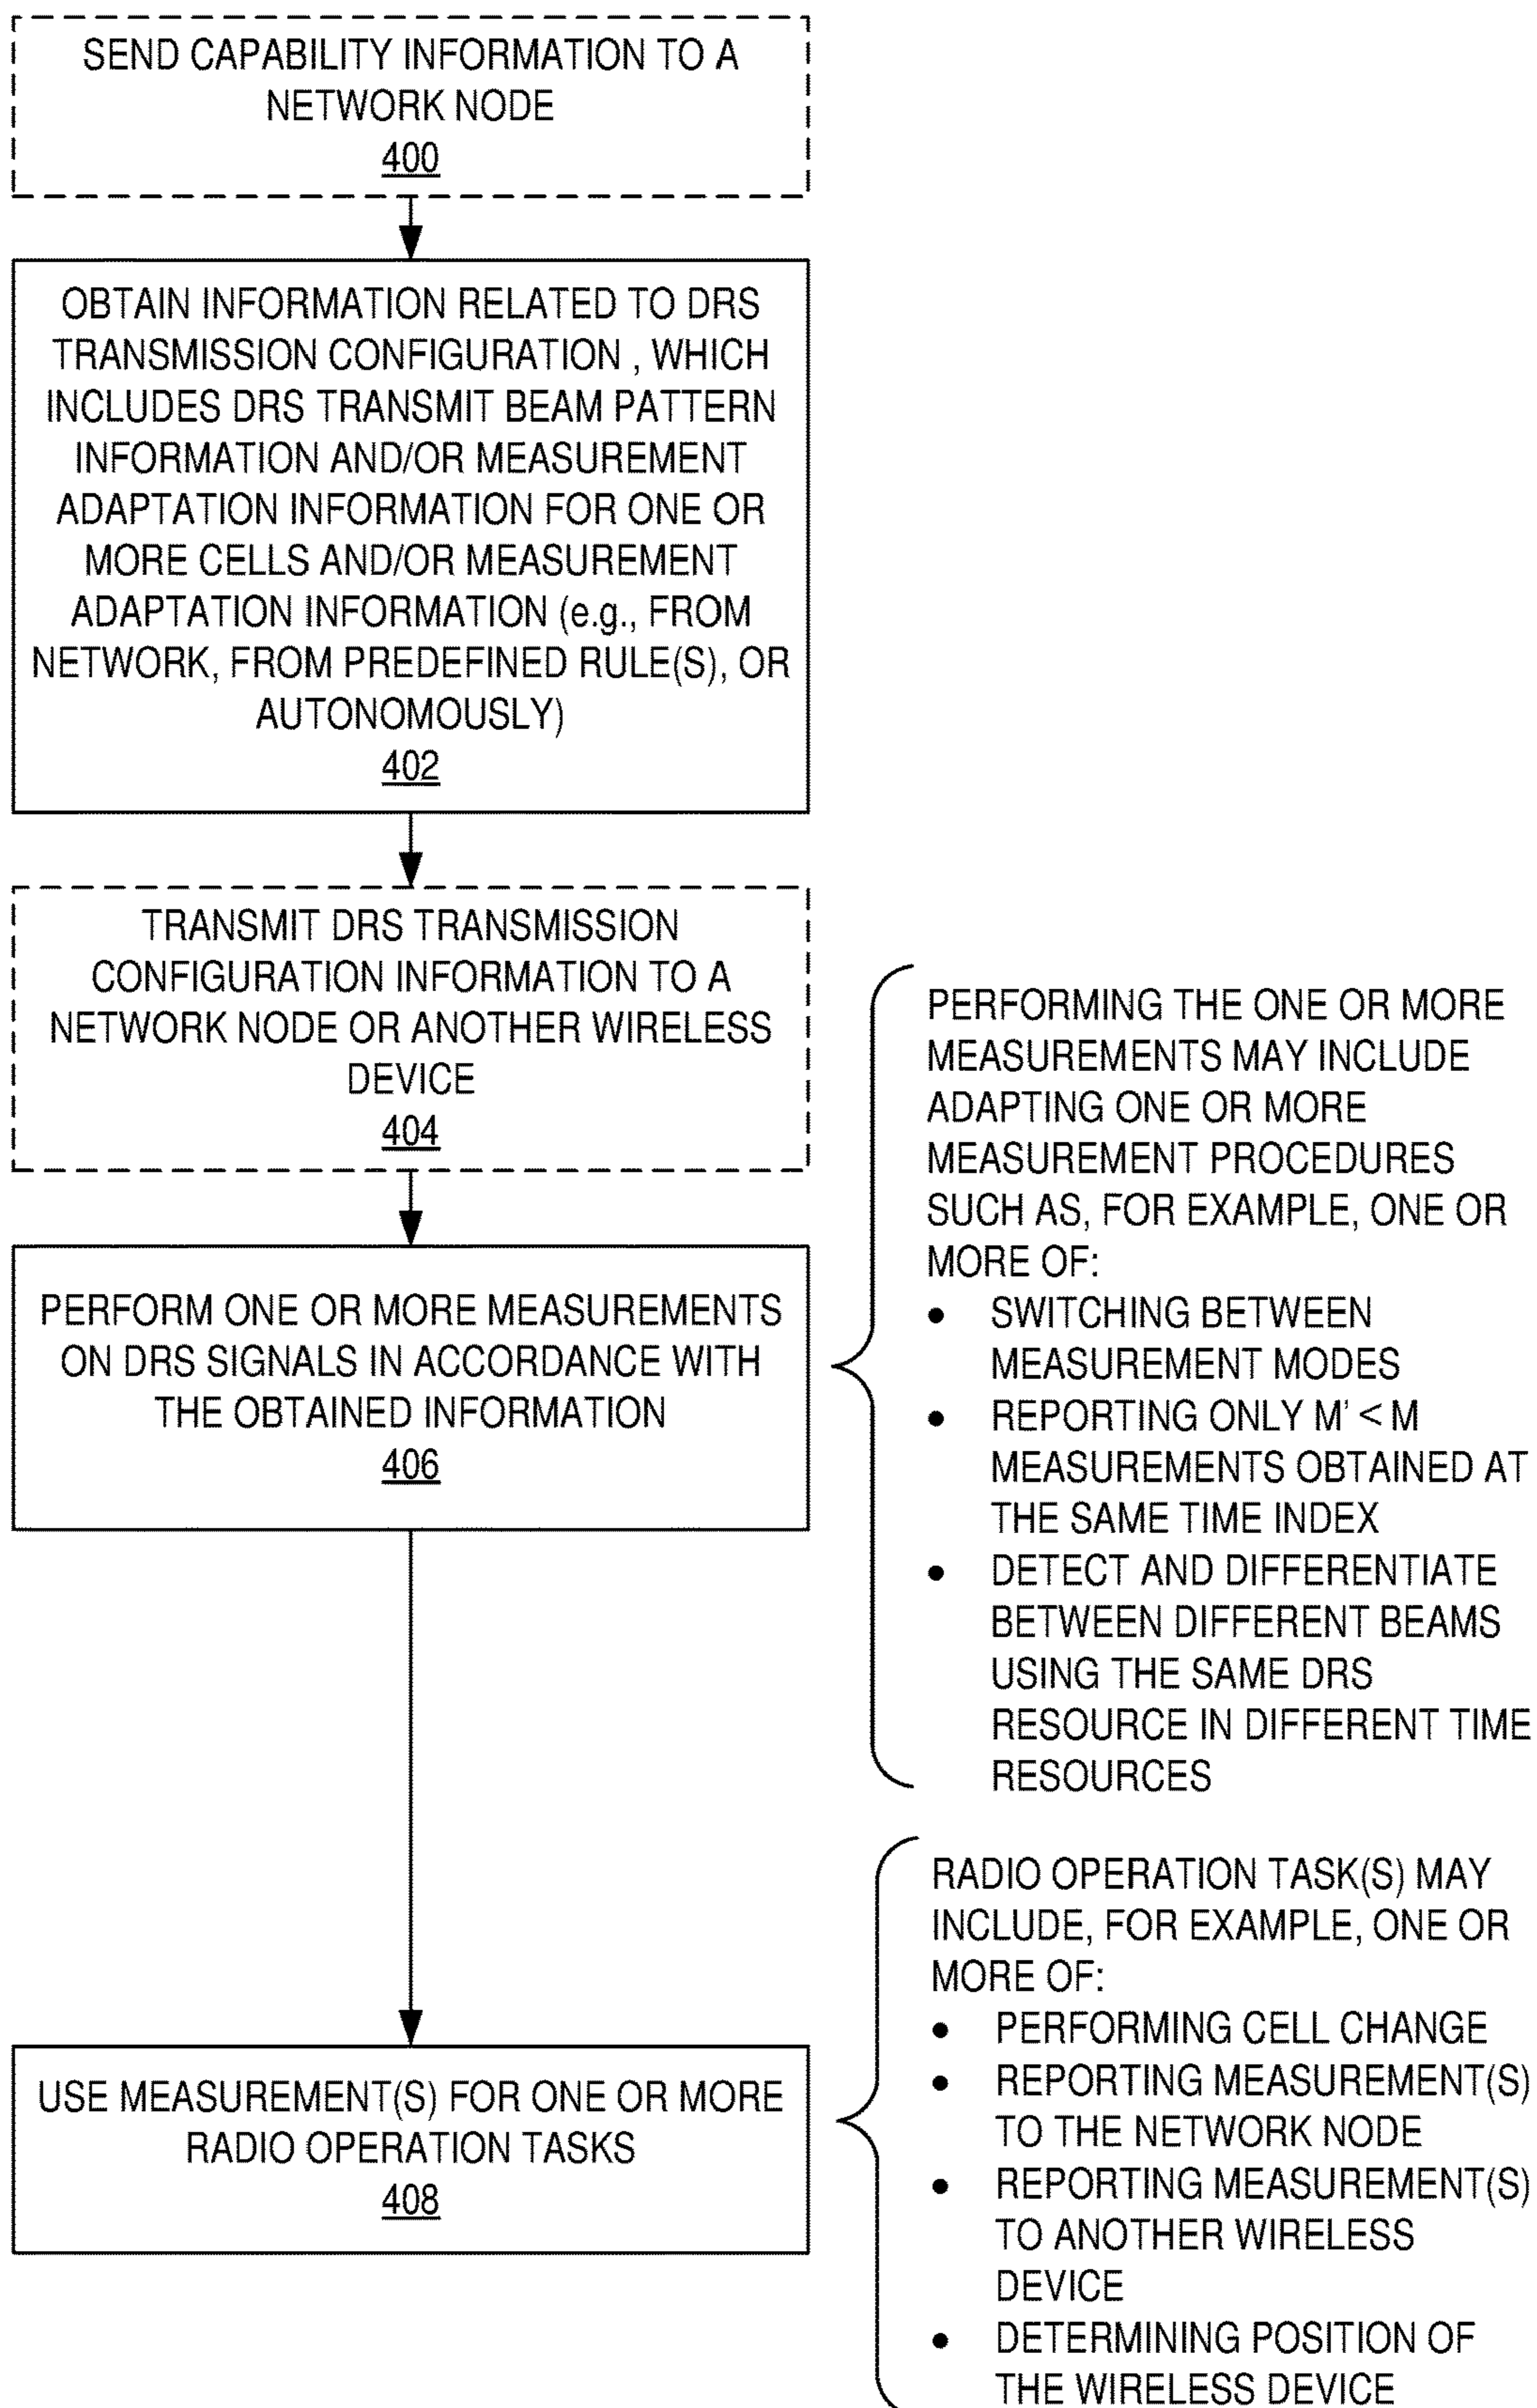 SEND CAPABILITY INFORMATION TO A
NETWORK NODE
400
OBTAIN INFORMATION RELATED TO DRS
TRANSMISSION CONFIGURATION , WHICH
INCLUDES DRS TRANSMIT BEAM PATTERN
INFORMATION AND/OR MEASUREMENT
ADAPTATION INFORMATION FOR ONE OR
MORE CELLS AND/OR MEASUREMENT
ADAPTATION INFORMATION (e.g., FROM
NETWORK, FROM PREDEFINED RULE(S), OR
AUTONOMOUSLY)
402
TRANSMIT DRS TRANSMISSION
CONFIGURATION INFORMATION TO A
NETWORK NODE OR ANOTHER WIRELESS
DEVICE
404
PERFORM ONE OR MORE MEASUREMENTS
ON DRS SIGNALS IN ACCORDANCE WITH
THE OBTAINED INFORMATION
406
PERFORMING THE ONE OR MORE
MEASUREMENTS MAY INCLUDE
ADAPTING ONE OR MORE
MEASUREMENT PROCEDURES
SUCH AS, FOR EXAMPLE, ONE OR
MORE OF:
• SWITCHING BETWEEN
MEASUREMENT MODES
• REPORTING ONLY M' < M
MEASUREMENTS OBTAINED AT
THE SAME TIME INDEX
• DETECT AND DIFFERENTIATE
BETWEEN DIFFERENT BEAMS
USING THE SAME DRS
RESOURCE IN DIFFERENT TIME
RESOURCES
USE MEASUREMENT(S) FOR ONE OR MORE
RADIO OPERATION TASKS
408
RADIO OPERATION TASK(S) MAY
INCLUDE, FOR EXAMPLE, ONE OR
MORE OF:
• PERFORMING CELL CHANGE
• REPORTING MEASUREMENT(S)
TO THE NETWORK NODE
• REPORTING MEASUREMENT(S)
TO ANOTHER WIRELESS
DEVICE
• DETERMINING POSITION OF
THE WIRELESS DEVICE